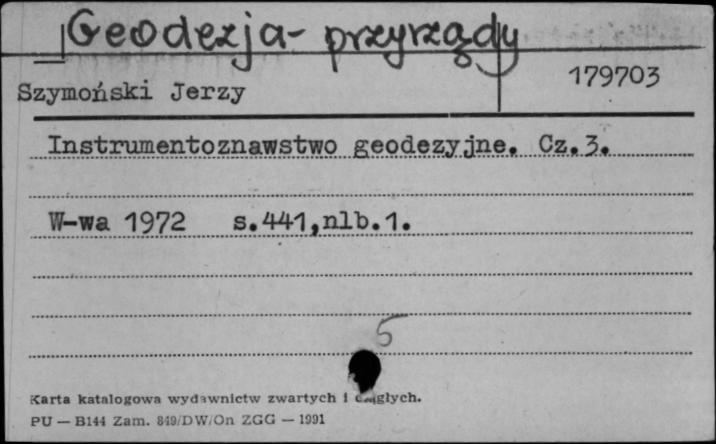 Geodezja - przyrządy
179703
Szymoński Jerzy
Instrumentoznawstwo geodezyjne. Cz.3.
W-wa 1972 s.441,nlb.1.
5
Karta katalogowa wydawnictw zwartych i ciągłych.
PU — B144 Zam. 849/DW/On ZGG — 1991